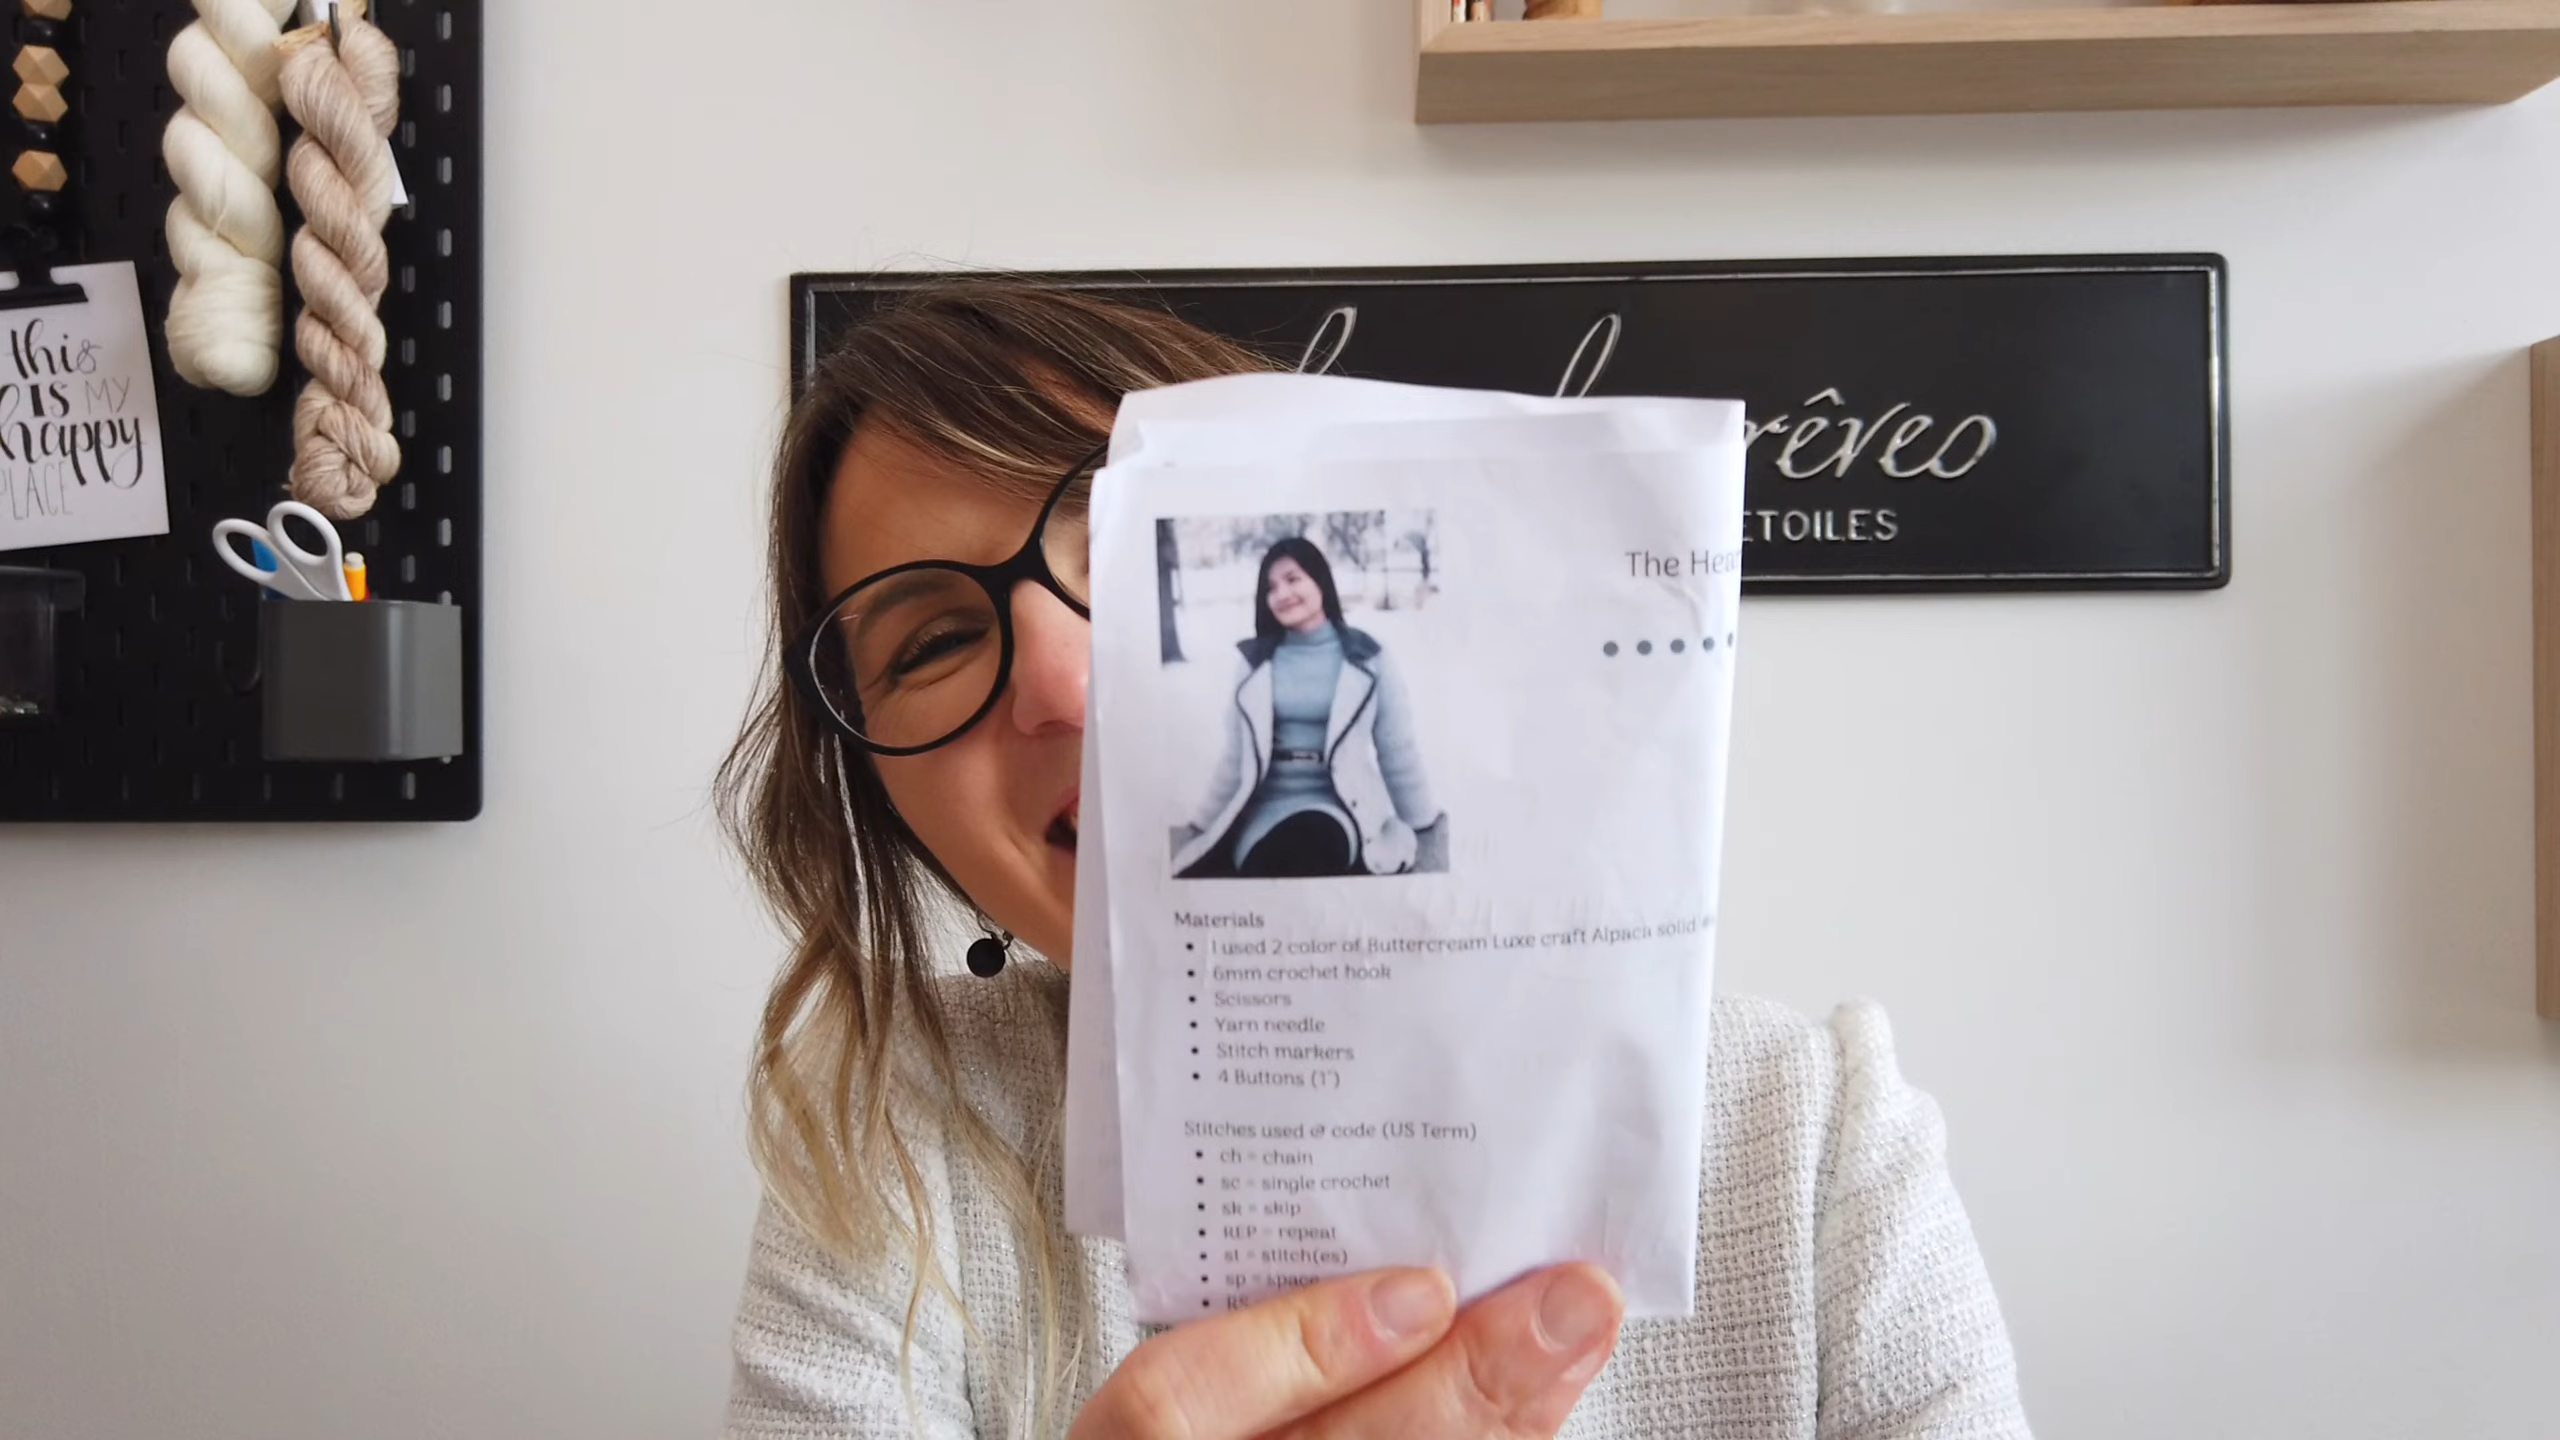 this
IS MY
happy
PLACE
rêveo
ETOILES
The Hea
Materials
• I used 2 color of Buttercream Luxe craft Alpaca solid
• 6mm crochet hook
• Scissors
• Yarn needle
• Stitch markers
• 4 Buttons (1")
Stitches used & code (US Term)
• ch = chain
• sc = single crochet
• sk = skip
• REP = repeat
• st = stitch(es)
• sp = space
• RS